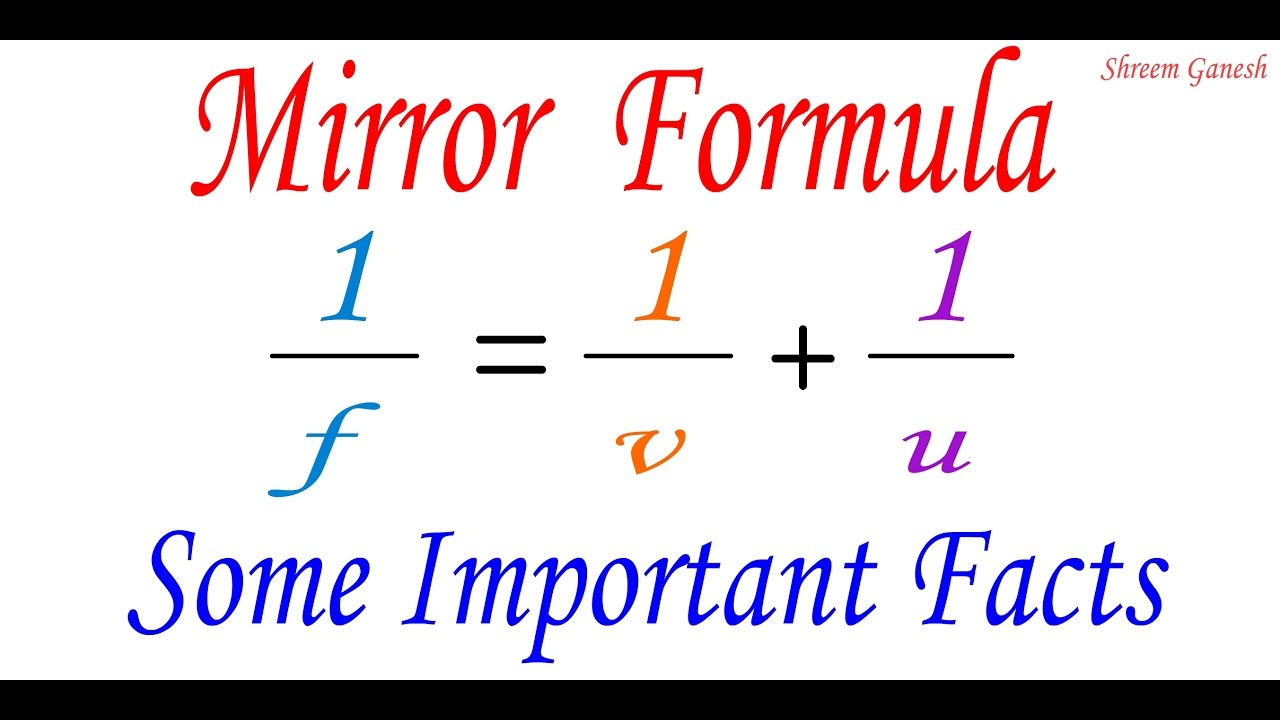 Shreem Ganesh
Mirror Formula
1/f = 1/v + 1/u
Some Important Facts